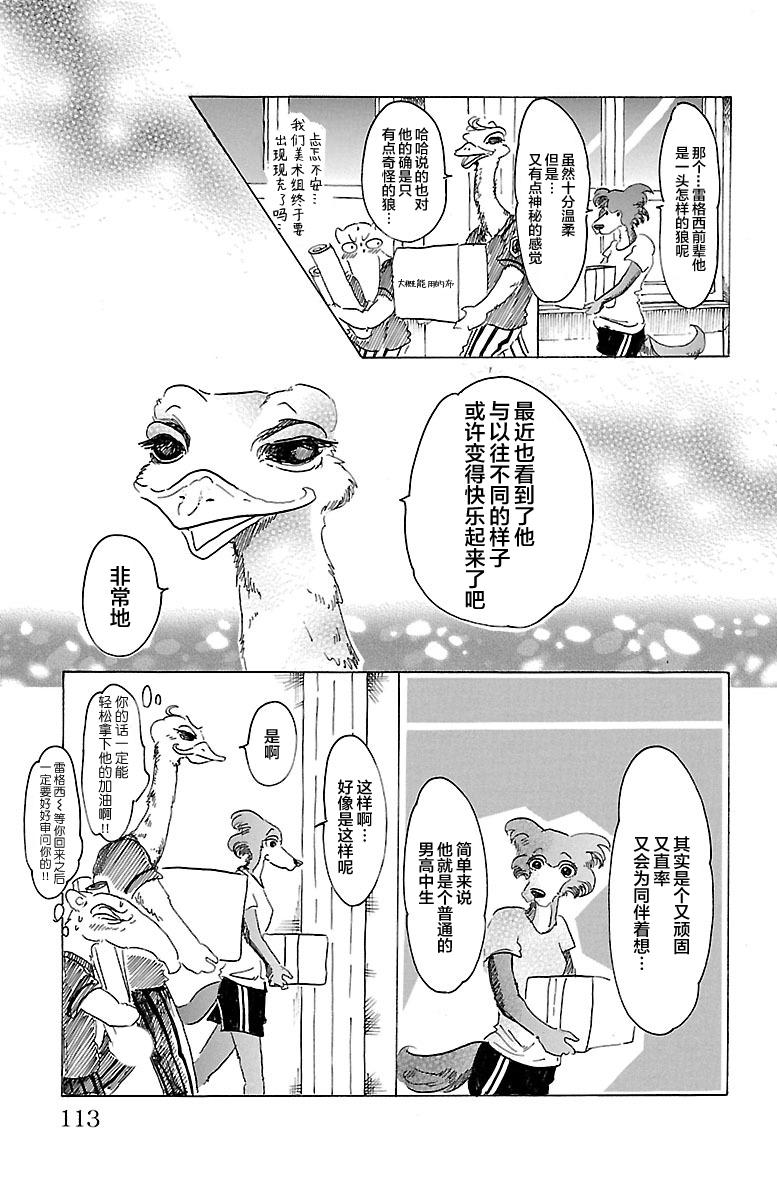 那个…雷格西前辈他
是一头怎样的狼呢
虽然十分温柔
但是…
又有点神秘的感觉
哈哈说的也对
他的确是只
有点奇怪的狼…
忐忑不安…
我们美术组终于要
出现现充了吗…
大概能用的布
最近也看到了他
与以往不同的样子
或许变得快乐起来了吧
非常地
其实是个又顽固
又直率
又会为同伴着想…
简单来说
他就是个普通的
男高中生
这样啊…
好像是这样呢
是啊
你的话一定能
轻松拿下他的加油啊!!
雷格西~等你回来之后
一定要好好审问你的!!
113